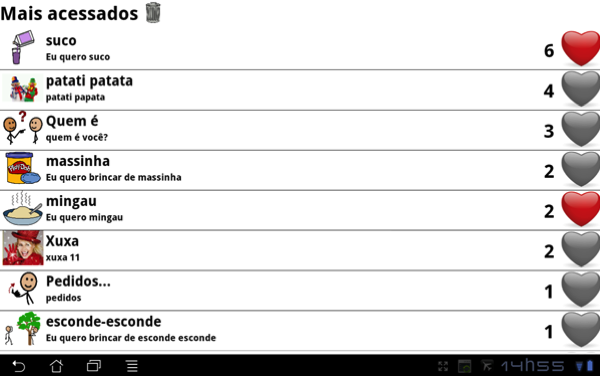 Mais acessados
suco
Eu quero suco
6
patati patata
patati papata
4
?
Quem é
quem é você?
3
Play-Doh
massinha
Eu quero brincar de massinha
2
mingau
Eu quero mingau
2
Xuxa
xuxa 11
2
Pedidos...
pedidos
1
esconde-esconde
Eu quero brincar de esconde esconde
1
14h55